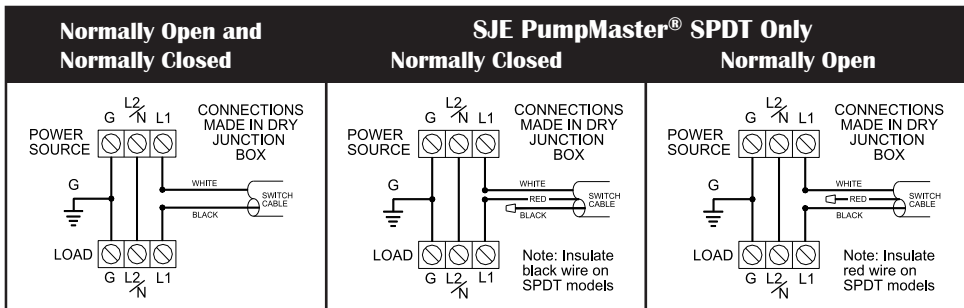 Normally Open and
Normally Closed
SJE PumpMaster® SPDT Only
Normally Closed
Normally Open
L2/N
G
L1
CONNECTIONS
MADE IN DRY
JUNCTION
BOX
POWER
SOURCE
G
WHITE
SWITCH
CABLE
BLACK
LOAD
G
L2/N
L1
L2/N
G
L1
CONNECTIONS
MADE IN DRY
JUNCTION
BOX
POWER
SOURCE
G
WHITE
RED
SWITCH
CABLE
BLACK
LOAD
G
L2/N
L1
Note: Insulate
black wire on
SPDT models
L2/N
G
L1
CONNECTIONS
MADE IN DRY
JUNCTION
BOX
POWER
SOURCE
G
WHITE
RED
SWITCH
CABLE
BLACK
LOAD
G
L2/N
L1
Note: Insulate
red wire on
SPDT models